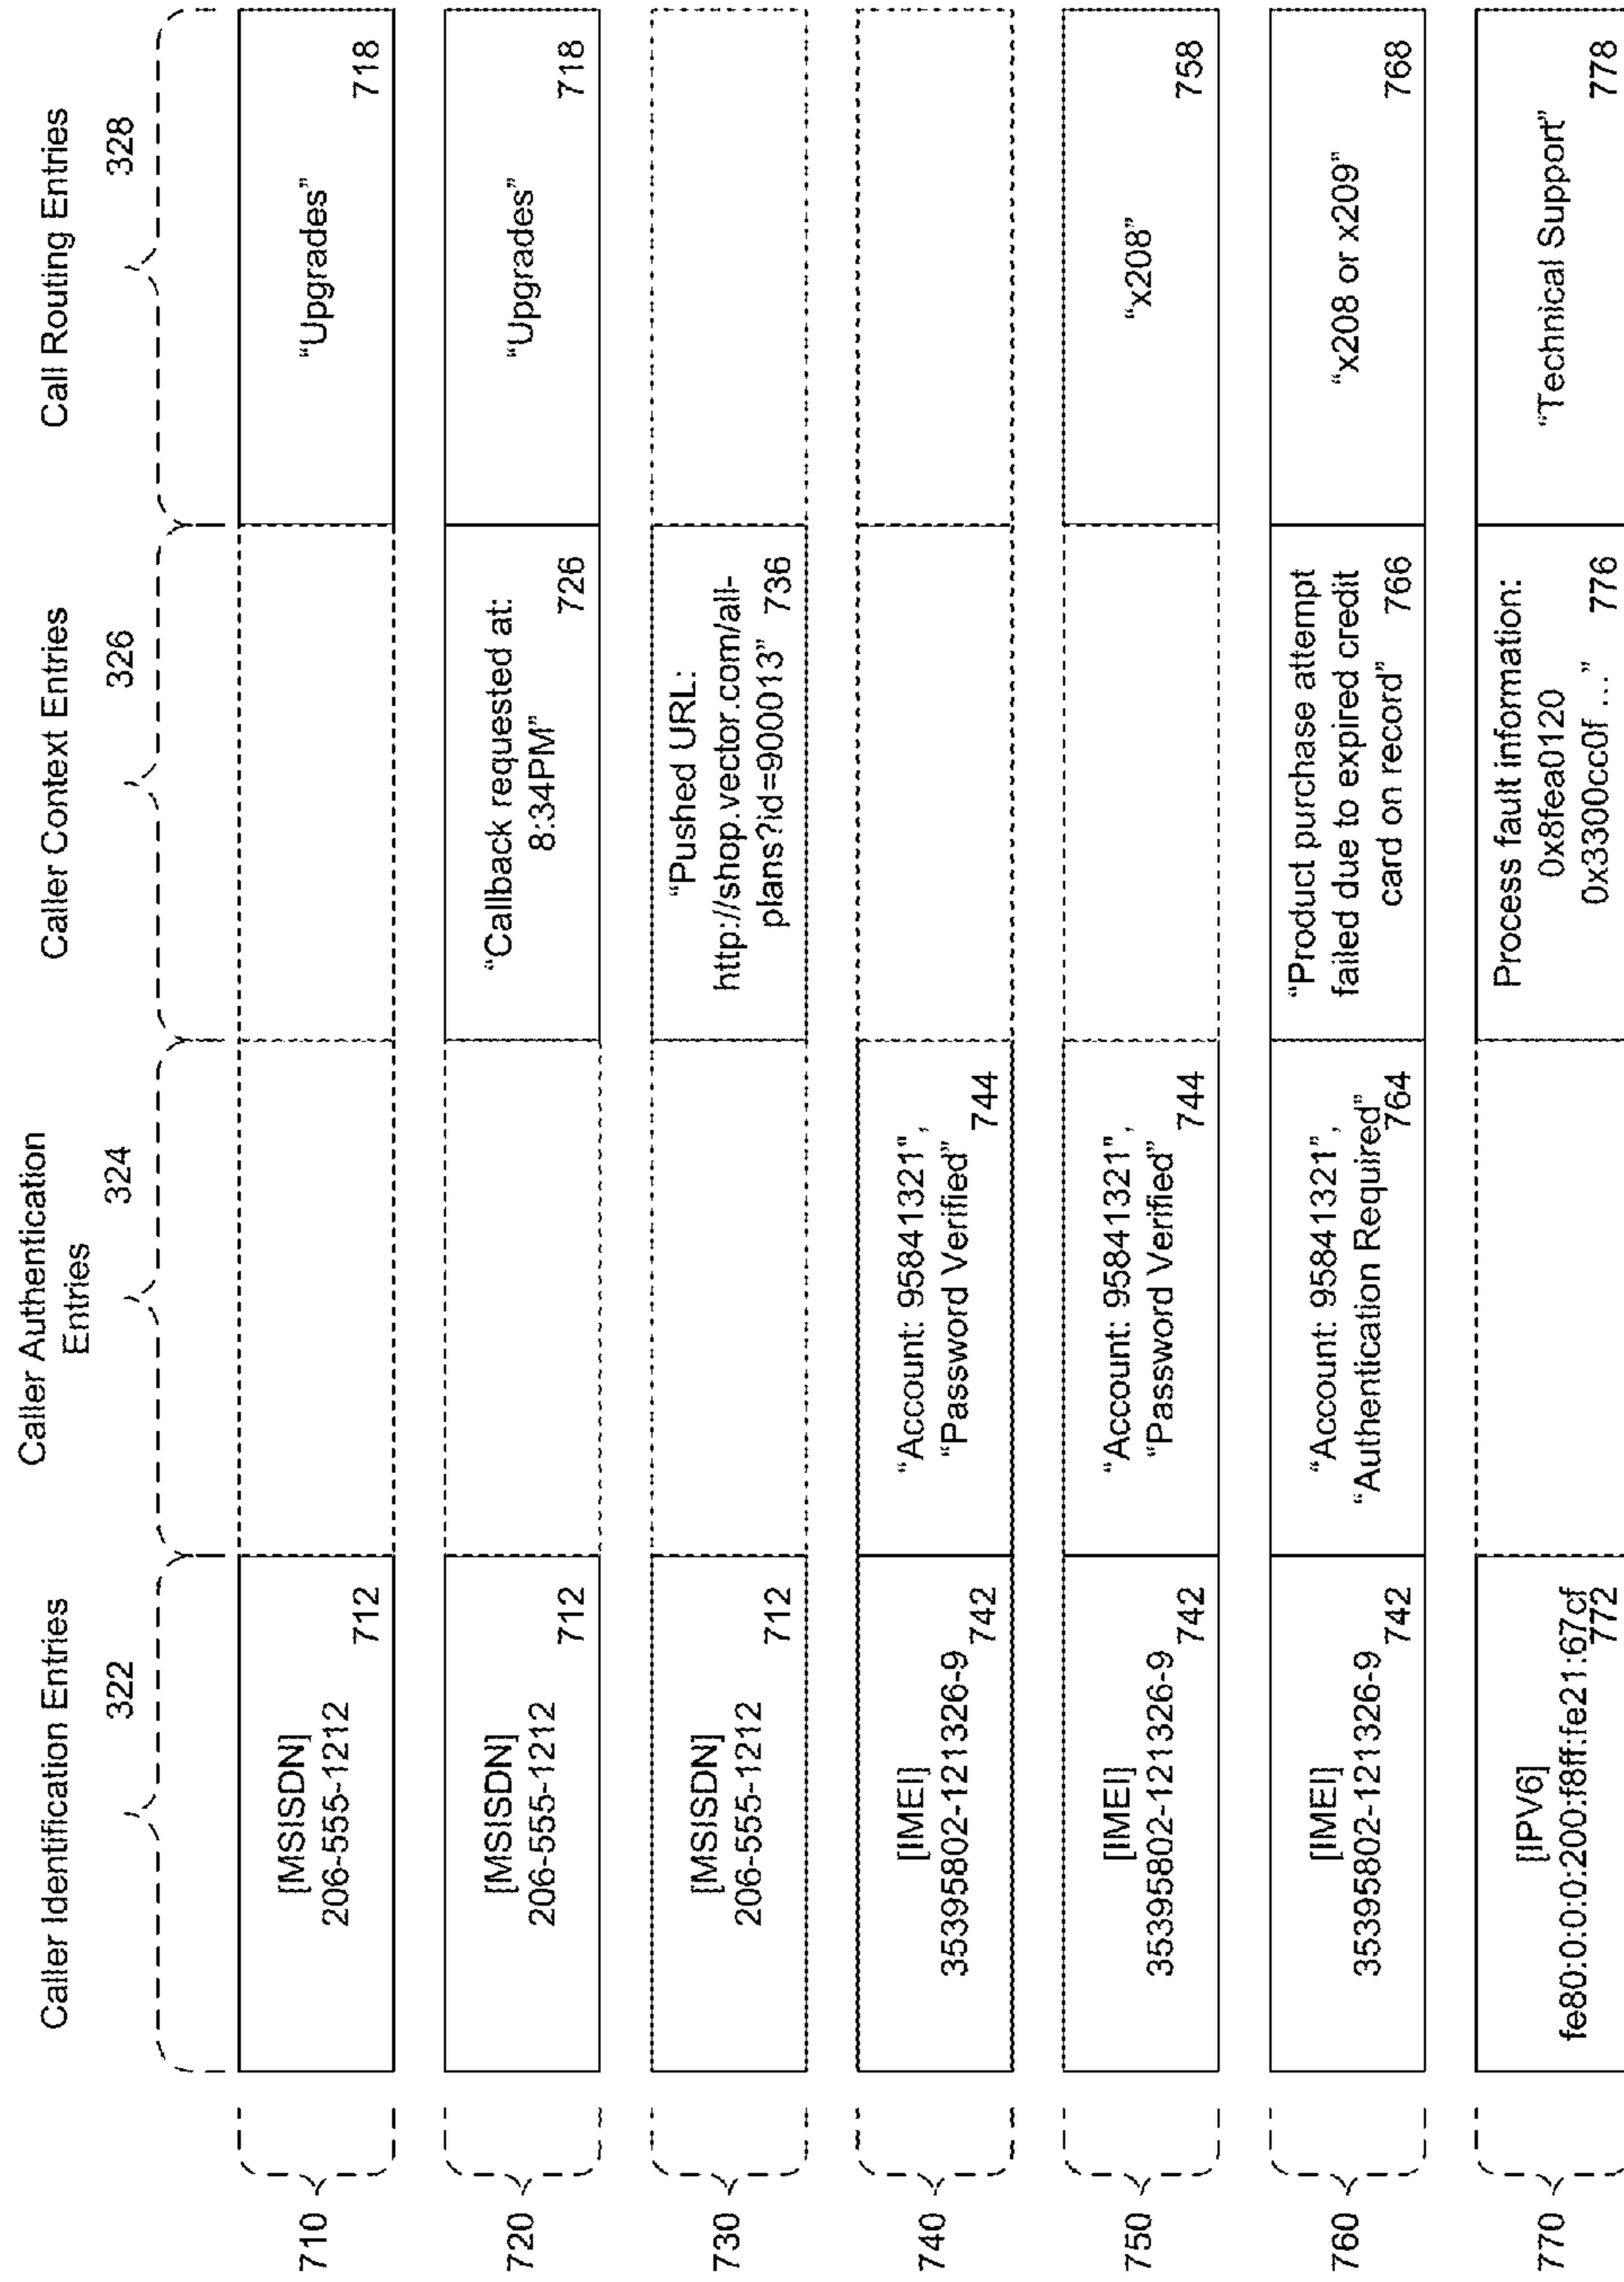 Caller Identification Entries
322
Caller Authentication
Entries
324
Caller Context Entries
326
Call Routing Entries
328
710
[MSISDN]
206-555-1212
712
“Upgrades”
718
720
[MSISDN]
206-555-1212
712
“Callback requested at:
8:34PM”
726
“Upgrades”
718
730
[MSISDN]
206-555-1212
712
“Pushed URL:
http://shop.vector.com/all-
plans?id=900013”
736
740
[IMEI]
35395802-121326-9
742
“Account: 95841321",
“Password Verified”
744
750
[IMEI]
35395802-121326-9
742
“Account: 95841321",
“Password Verified”
744
“x208”
758
760
[IMEI]
35395802-121326-9
742
“Account: 95841321”,
“Authentication Required”
764
“Product purchase attempt
failed due to expired credit
card on record”
766
“x208 or x209”
768
770
[IPV6]
fe80:0:0:0:200:f8ff:fe21:67cf
772
Process fault information:
0x8fea0120
0x3300cc0f ...”
776
“Technical Support”
778